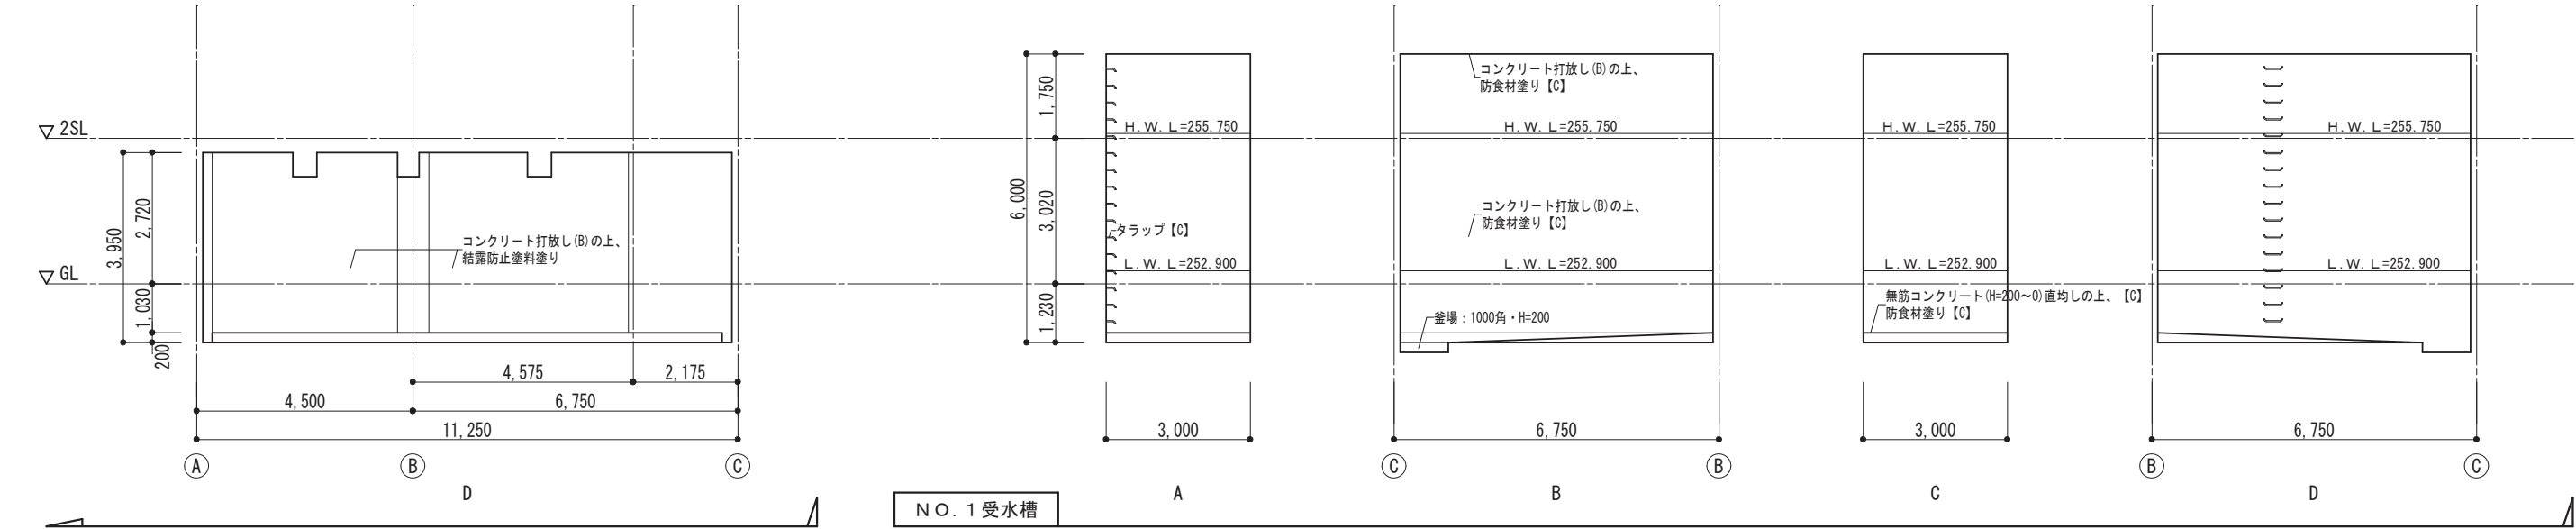 2SL
GL
3,950
2,720
1,030
200
コンクリート打放し(B)の上、
結露防止塗料塗り
4,575
2,175
4,500
6,750
11,250
A
B
C
D
6,000
1,750
3,020
1,230
H.W.L=255.750
タラップ【C】
L.W.L=252.900
3,000
A
コンクリート打放し(B)の上、
防食材塗り【C】
H.W.L=255.750
コンクリート打放し(B)の上、
防食材塗り【C】
L.W.L=252.900
釜場：1000角・H=200
6,750
C
B
B
H.W.L=255.750
L.W.L=252.900
無筋コンクリート(H=200～0)直均しの上、【C】
防食材塗り【C】
3,000
C
H.W.L=255.750
L.W.L=252.900
6,750
B
C
D
NO.1受水槽